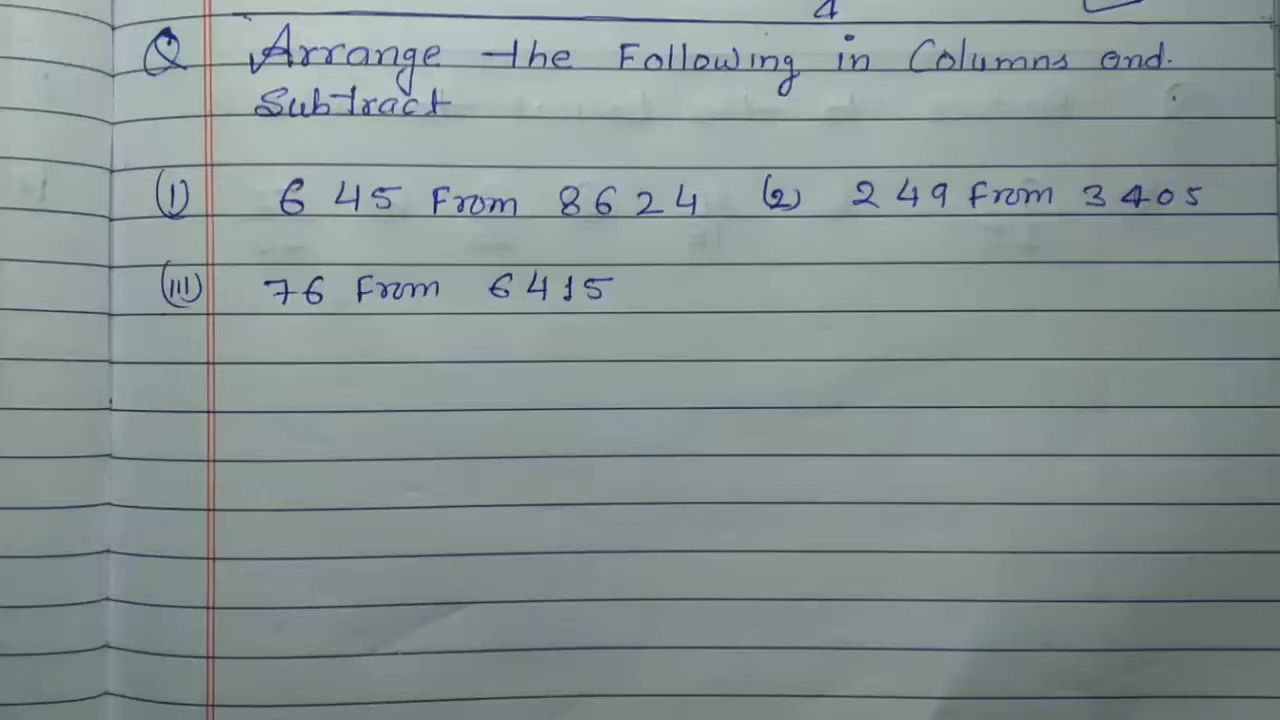 4
Q Arrange the Following in Columns and.
Subtract
(I) 645 From 8624 (2) 249 from 3405
(III) 76 From 6415